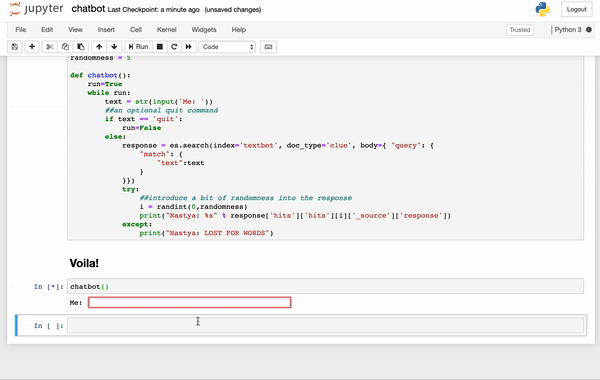 jupyter chatbot Last Checkpoint: a minute ago (unsaved changes) Logout
File Edit View Insert Cell Kernel Widgets Help Trusted Python 3
Run Code
randomness = 5
def chatbot():
run=True
while run:
text = str(input('Me: '))
##an optional quit command
if text == 'quit':
run=False
else:
response = es.search(index='textbot', doc_type='clue', body={ "query": {
"match": {
"text":text
}
}})
try:
##introduce a bit of randomness into the response
i = randint(0,randomness)
print("Nastya: %s" % response['hits']['hits'][i]['_source']['response'])
except:
print("Nastya: LOST FOR WORDS")
Voila!
In [*]: chatbot()
Me:
In [ ]: